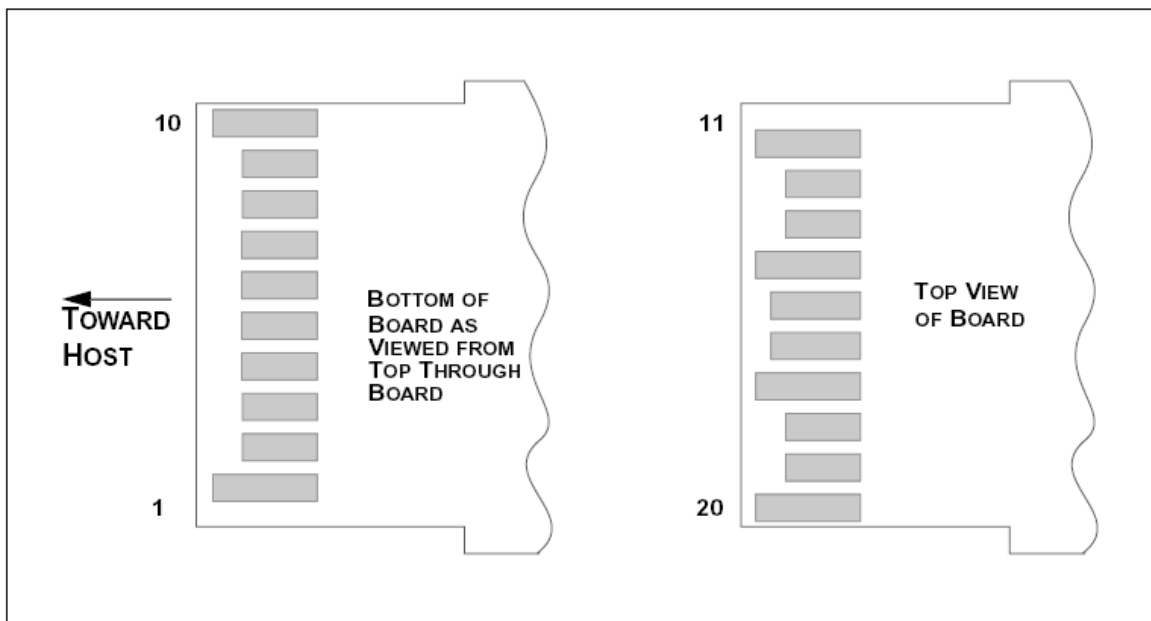 10
BOTTOM OF
BOARD AS
VIEWED FROM
TOP THROUGH
BOARD
TOWARD
HOST
1
11
TOP VIEW
OF BOARD
20